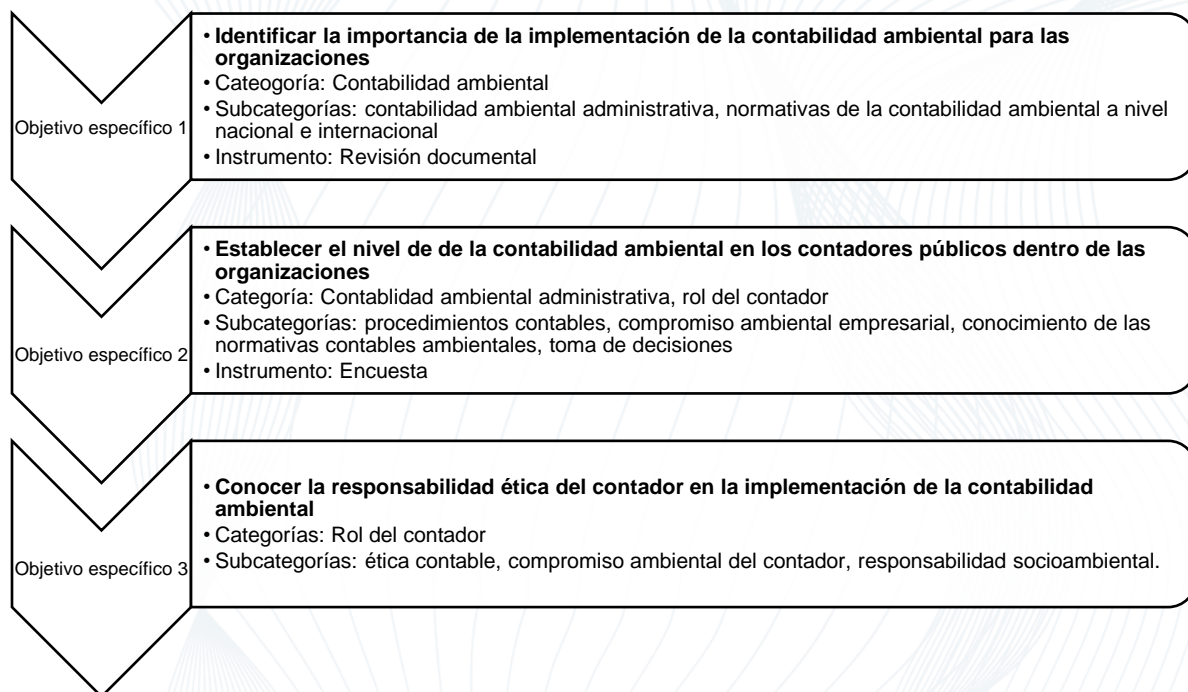 Objetivo específico 1
• Identificar la importancia de la implementación de la contabilidad ambiental para las
organizaciones
• Cateogoría: Contabilidad ambiental
• Subcategorías: contabilidad ambiental administrativa, normativas de la contabilidad ambiental a nivel
nacional e internacional
• Instrumento: Revisión documental
Objetivo específico 2
• Establecer el nivel de de la contabilidad ambiental en los contadores públicos dentro de las
organizaciones
• Categoría: Contablidad ambiental administrativa, rol del contador
• Subcategorías: procedimientos contables, compromiso ambiental empresarial, conocimiento de las
normativas contables ambientales, toma de decisiones
• Instrumento: Encuesta
Objetivo específico 3
• Conocer la responsabilidad ética del contador en la implementación de la contabilidad
ambiental
• Categorías: Rol del contador
• Subcategorías: ética contable, compromiso ambiental del contador, responsabilidad socioambiental.